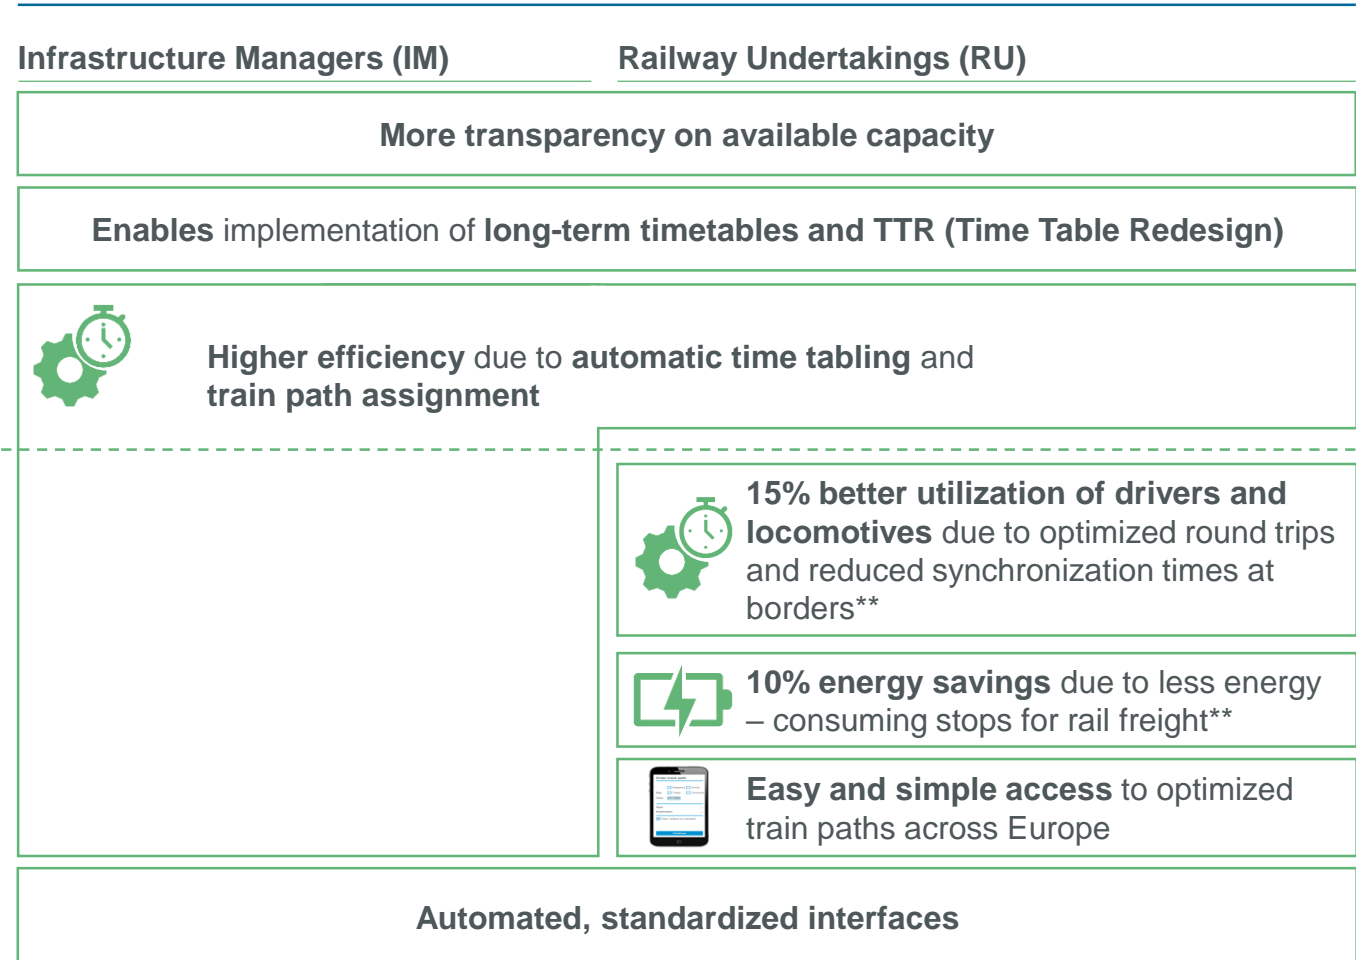 Infrastructure Managers (IM)
Railway Undertakings (RU)
More transparency on available capacity
Enables implementation of long-term timetables and TTR (Time Table Redesign)
Higher efficiency due to automatic time tabling and
train path assignment
15% better utilization of drivers and
locomotives due to optimized round trips
and reduced synchronization times at
borders**
10% energy savings due to less energy
– consuming stops for rail freight**
Easy and simple access to optimized
train paths across Europe
Automated, standardized interfaces